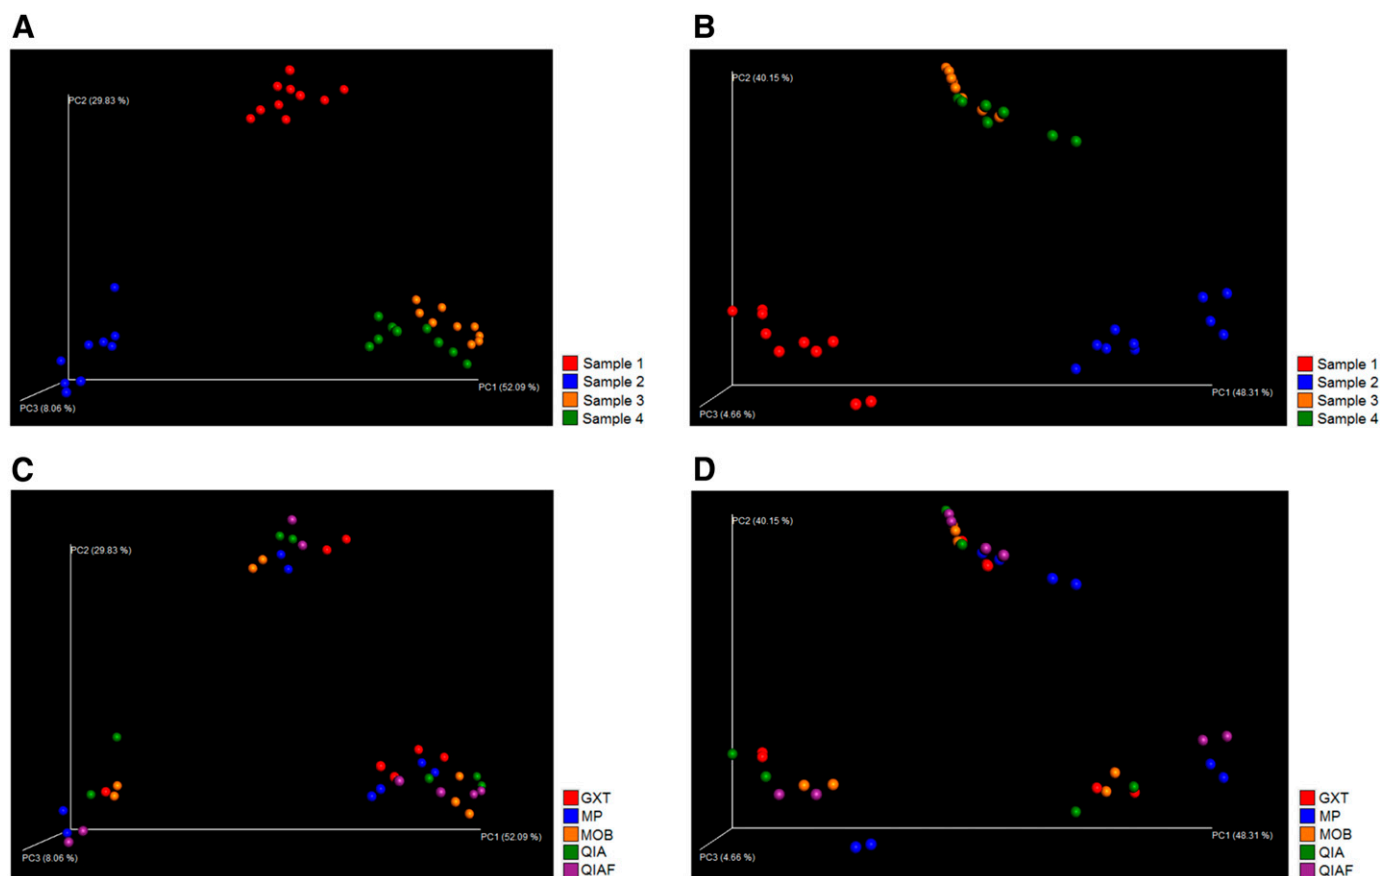 A
PC2 (29.83 %)
PC1 (52.09 %)
PC3 (8.06 %)
Sample 1
Sample 2
Sample 3
Sample 4
B
PC2 (40.15 %)
PC1 (48.31 %)
PC3 (4.66 %)
Sample 1
Sample 2
Sample 3
Sample 4
C
PC2 (29.83 %)
PC1 (52.09 %)
PC3 (8.06 %)
GXT
MP
MOB
QIA
QIAF
D
PC2 (40.15 %)
PC1 (48.31 %)
PC3 (4.66 %)
GXT
MP
MOB
QIA
QIAF